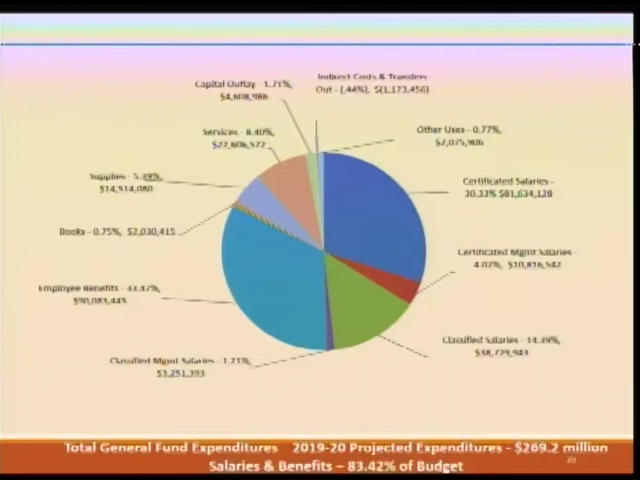 Capital Outlay - 1.71%,
$4,608,986
Indirect Costs & Transfers
Out - (.44%), $(1,173,456)
Services - 8.40%,
$22,606,572
Other Uses - 0.77%,
$2,075,906
Supplies - 5.39%,
$14,514,080
Certificated Salaries -
30.33% $81,634,128
Books - 0.75%, $2,030,415
Certificated Mgmt Salaries -
4.02%, $10,816,542
Employee Benefits - 33.47%,
$90,083,443
Classified Salaries - 14.39%,
$38,729,943
Classified Mgmt Salaries - 1.21%,
$3,251,393
Total General Fund Expenditures 2019-20 Projected Expenditures - $269.2 million
Salaries & Benefits – 83.42% of Budget
20